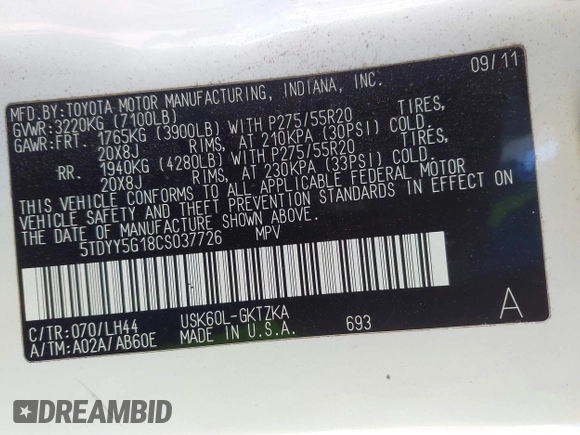 09/11
MFD.BY:TOYOTA MOTOR MANUFACTURING, INDIANA, INC.
GVWR:3220KG (7100LB)
GAWR:FRT. 1765KG (3900LB) WITH P275/55R20 TIRES,
20X8J RIMS, AT 210KPA (30PSI) COLD.
RR. 1940KG (4280LB) WITH P275/55R20 TIRES,
20X8J RIMS, AT 230KPA (33PSI) COLD.
THIS VEHICLE CONFORMS TO ALL APPLICABLE FEDERAL MOTOR
VEHICLE SAFETY AND THEFT PREVENTION STANDARDS IN EFFECT ON
THE DATE OF MANUFACTURE SHOWN ABOVE.
5TDYY5G18CS037726 MPV
C/TR:070/LH44 USK60L-GKTZKA
A/TM:A02A/AB60E MADE IN U.S.A. 693 A
DREAMBID